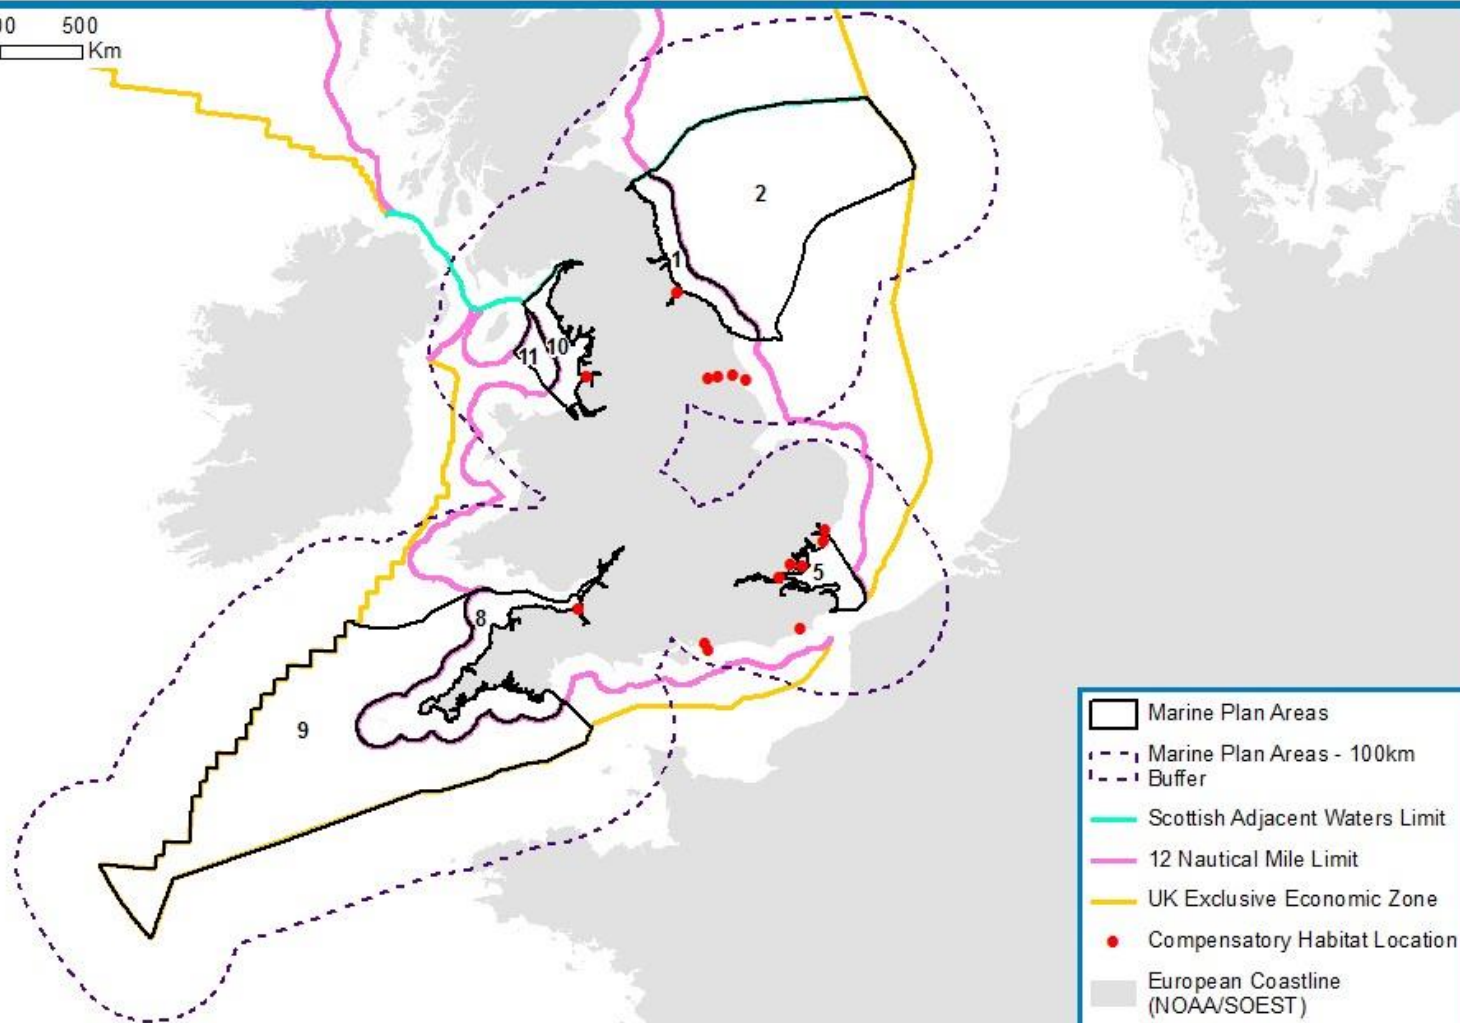 500
Km
2
1
10
11
5
8
9
Marine Plan Areas
Marine Plan Areas - 100km
Buffer
Scottish Adjacent Waters Limit
12 Nautical Mile Limit
UK Exclusive Economic Zone
Compensatory Habitat Location
European Coastline
(NOAA/SOEST)